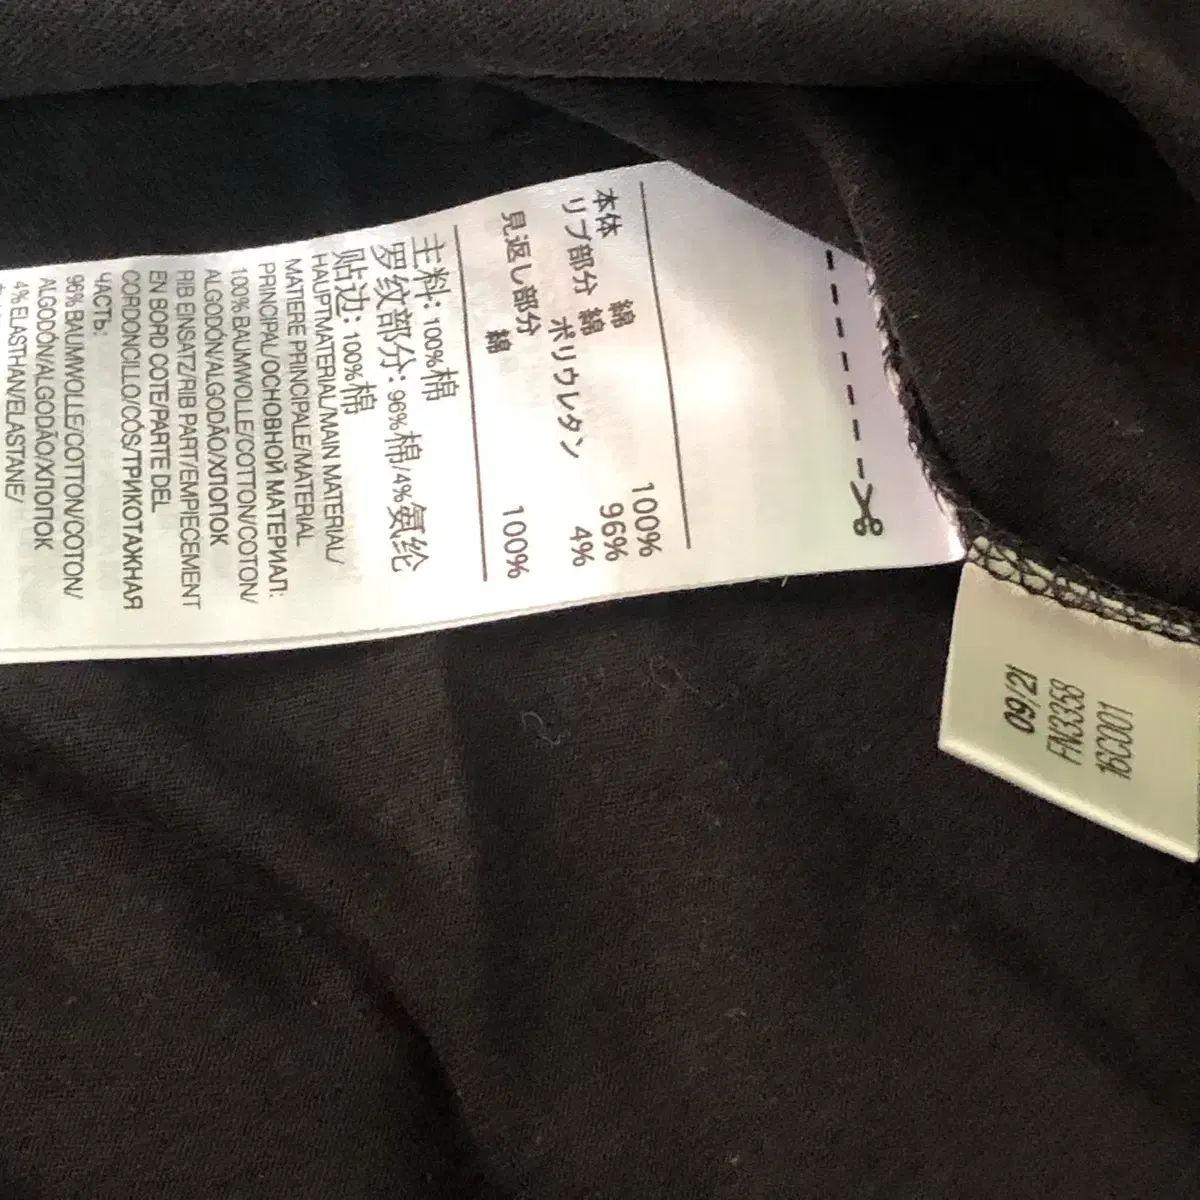 本体 綿 100%
リブ部分 綿 96%
ポリウレタン 4%
見返し部分 綿 100%
主料: 100%棉
罗纹部分: 96%棉/4%氨纶
贴边: 100%棉
HAUPTMATERIAL/MAIN MATERIAL/
MATIERE PRINCIPALE/MATERIAL
PRINCIPAL/ОСНОВНОЙ МАТЕРИАЛ:
100% BAUMWOLLE/COTTON/COTON/
ALGODÓN/ALGODÃO/ХЛОПОК
RIB EINSATZ/RIB PART/EMPIECEMENT
EN BORD COTE/PARTE DEL
CORDONCILLO/CÓS/ТРИКОТАЖНАЯ
ЧАСТЬ:
96% BAUMWOLLE/COTTON/COTON/
ALGODÓN/ALGODÃO/ХЛОПОК
4% ELASTHAN/ELASTANE/
09/21
FN3358
16C001